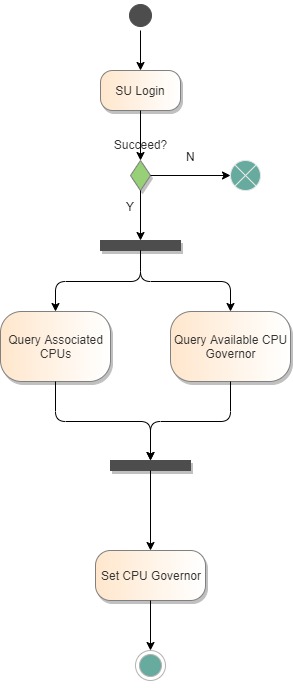 SU Login
Succeed?
N
Y
Query Associated
CPUs
Query Available CPU
Governor
Set CPU Governor